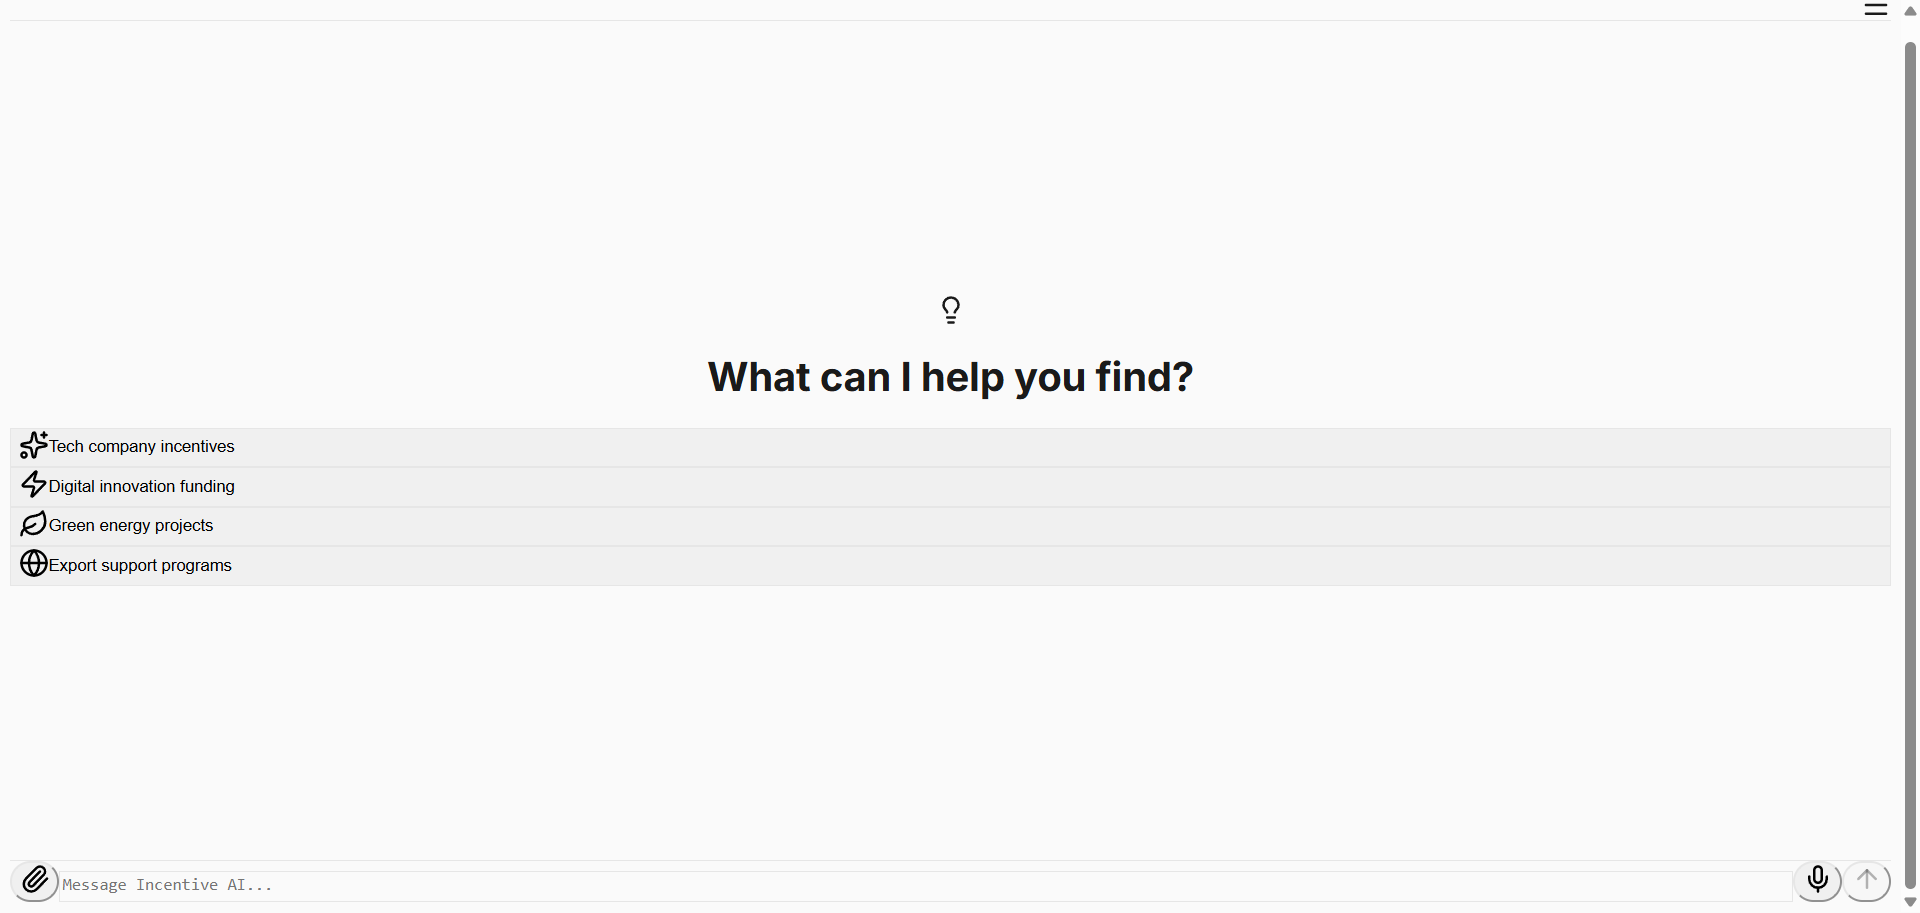 What can I help you find?
Tech company incentives
Digital innovation funding
Green energy projects
Export support programs
Message Incentive AI...